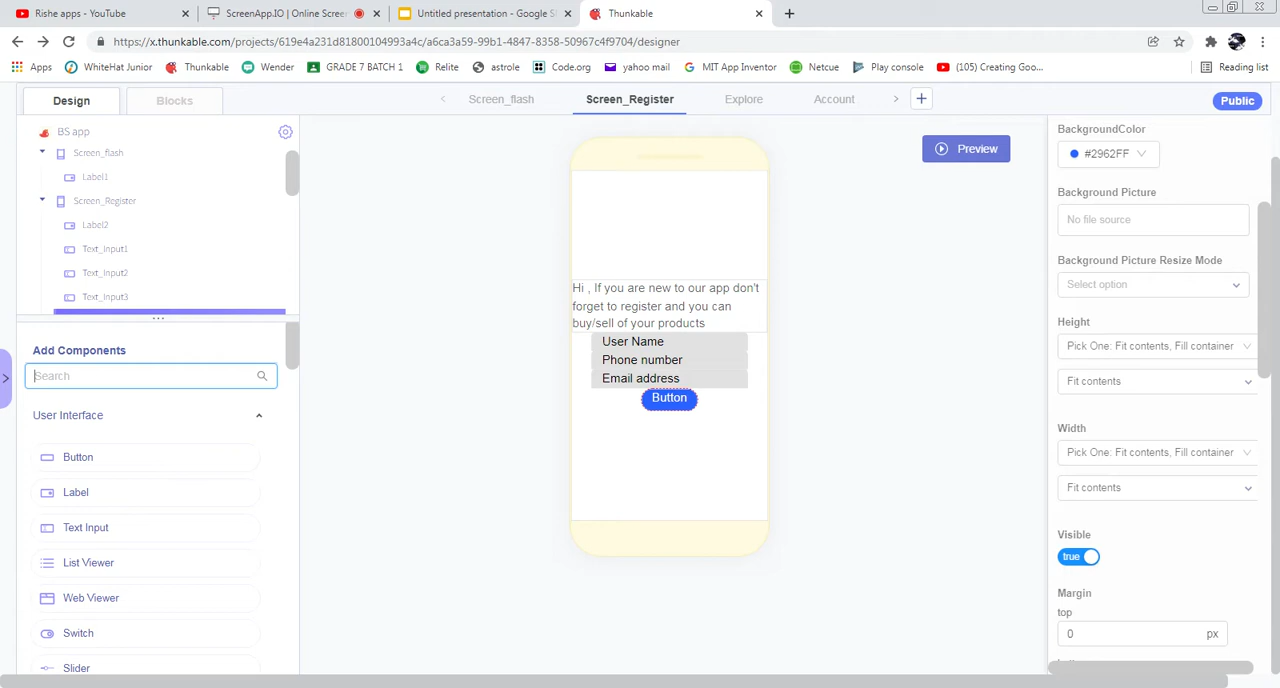 Rishe apps - YouTube
ScreenApp.IO | Online Screen
Untitled presentation - Google S
Thunkable
https://x.thunkable.com/projects/619e4a231d81800104993a4c/a6ca3a59-99b1-4847-8358-50967c4f9704/designer
Apps
WhiteHat Junior
Thunkable
Wender
GRADE 7 BATCH 1
Relite
astrole
Code.org
yahoo mail
MIT App Inventor
Netcue
Play console
(105) Creating Goo...
Reading list
Design
Blocks
Screen_flash
Screen_Register
Explore
Account
Public
BS app
Screen_flash
Label1
Screen_Register
Label2
Text_Input1
Text_Input2
Text_Input3
Add Components
Search
User Interface
Button
Label
Text Input
List Viewer
Web Viewer
Switch
Slider
Preview
Hi , If you are new to our app don't
forget to register and you can
buy/sell of your products
User Name
Phone number
Email address
Button
BackgroundColor
#2962FF
Background Picture
No file source
Background Picture Resize Mode
Select option
Height
Pick One: Fit contents, Fill container
Fit contents
Width
Pick One: Fit contents, Fill container
Fit contents
Visible
true
Margin
top
0 px